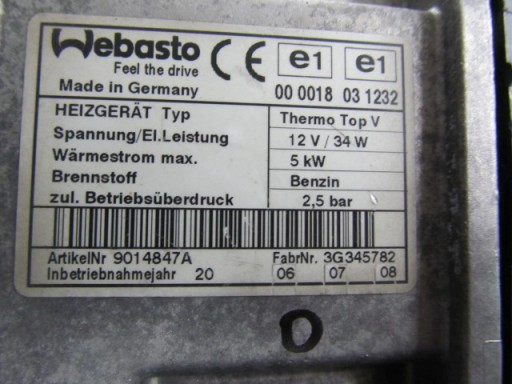 Webasto
Feel the drive
Made in Germany
CE e1 e1
00 0018 03 1232
HEIZGERÄT Typ Thermo Top V
Spannung/El.Leistung 12 V / 34 W
Wärmestrom max. 5 kW
Brennstoff Benzin
zul. Betriebsüberdruck 2,5 bar
ArtikelNr 9014847A FabrNr. 3G345782
Inbetriebnahmejahr 20 06 07 08
0